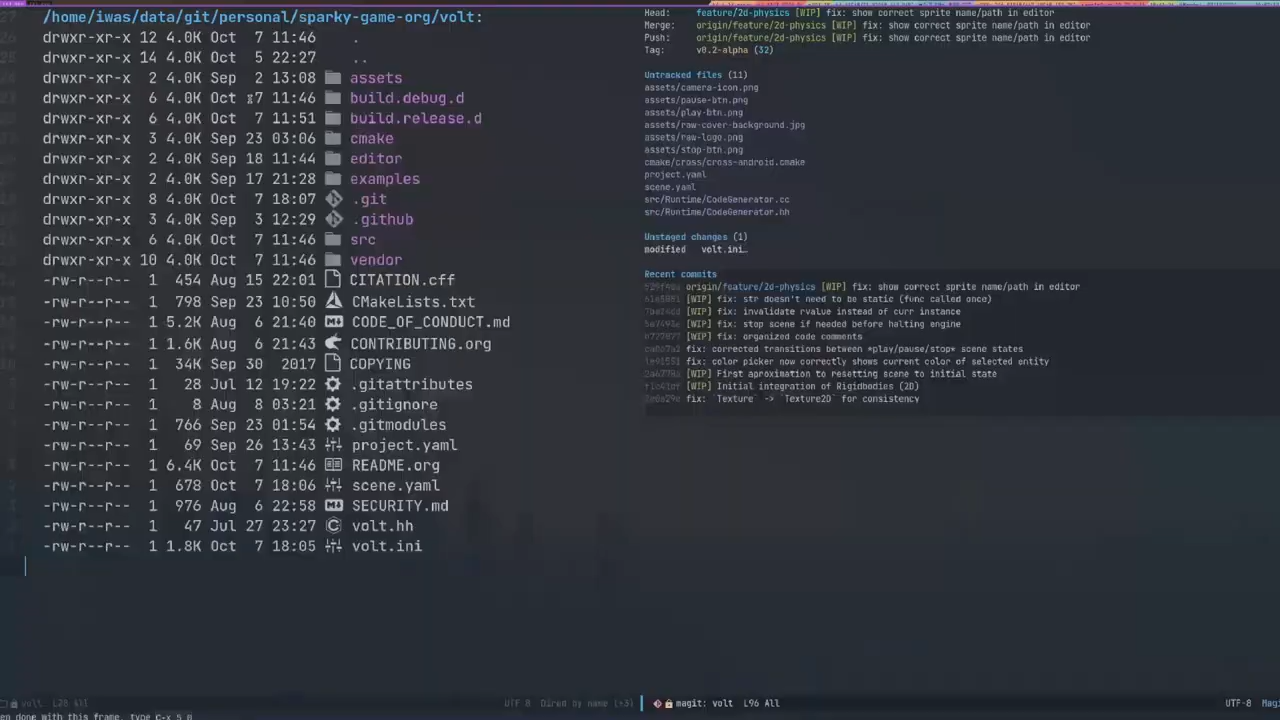 /home/iwas/data/git/personal/sparky-game-org/volt:
drwxr-xr-x 12 4.0K Oct  7 11:46 .
drwxr-xr-x 14 4.0K Oct  5 22:27 ..
drwxr-xr-x  2 4.0K Sep  2 13:08 assets
drwxr-xr-x  6 4.0K Oct  7 11:46 build.debug.d
drwxr-xr-x  6 4.0K Oct  7 11:51 build.release.d
drwxr-xr-x  3 4.0K Sep 23 03:06 cmake
drwxr-xr-x  2 4.0K Sep 18 11:44 editor
drwxr-xr-x  2 4.0K Sep 17 21:28 examples
drwxr-xr-x  8 4.0K Oct  7 18:07 .git
drwxr-xr-x  3 4.0K Sep  3 12:29 .github
drwxr-xr-x  6 4.0K Oct  7 11:46 src
drwxr-xr-x 10 4.0K Oct  7 11:46 vendor
-rw-r--r--  1  454 Aug 15 22:01 CITATION.cff
-rw-r--r--  1  798 Sep 23 10:50 CMakeLists.txt
-rw-r--r--  1 5.2K Aug  6 21:40 CODE_OF_CONDUCT.md
-rw-r--r--  1 1.6K Aug  6 21:43 CONTRIBUTING.org
-rw-r--r--  1  34K Sep 30  2017 COPYING
-rw-r--r--  1   28 Jul 12 19:22 .gitattributes
-rw-r--r--  1    8 Aug  8 03:21 .gitignore
-rw-r--r--  1  766 Sep 23 01:54 .gitmodules
-rw-r--r--  1   69 Sep 26 13:43 project.yaml
-rw-r--r--  1 6.4K Oct  7 11:46 README.org
-rw-r--r--  1  678 Oct  7 18:06 scene.yaml
-rw-r--r--  1  976 Aug  6 22:58 SECURITY.md
-rw-r--r--  1   47 Jul 27 23:27 volt.hh
-rw-r--r--  1 1.8K Oct  7 18:05 volt.ini
volt L28 All
UTF-8 Dired by name (+3)
en done with this frame, type C-x 5 0
Head: feature/2d-physics [WIP] fix: show correct sprite name/path in editor
Merge: origin/feature/2d-physics [WIP] fix: show correct sprite name/path in editor
Push: origin/feature/2d-physics [WIP] fix: show correct sprite name/path in editor
Tag: v0.2-alpha (32)
Untracked files (11)
assets/camera-icon.png
assets/pause-btn.png
assets/play-btn.png
assets/raw-cover-background.jpg
assets/raw-logo.png
assets/stop-btn.png
cmake/cross/cross-android.cmake
project.yaml
scene.yaml
src/Runtime/CodeGenerator.cc
src/Runtime/CodeGenerator.hh
Unstaged changes (1)
modified   volt.ini…
Recent commits
origin/feature/2d-physics [WIP] fix: show correct sprite name/path in editor
[WIP] fix: str doesn't need to be static (func called once)
[WIP] fix: invalidate rvalue instead of curr instance
[WIP] fix: stop scene if needed before halting engine
[WIP] fix: organized code comments
fix: corrected transitions between *play/pause/stop* scene states
fix: color picker now correctly shows current color of selected entity
[WIP] First aproximation to resetting scene to initial state
[WIP] Initial integration of Rigidbodies (2D)
fix: `Texture` -> `Texture2D` for consistency
magit: volt L96 All
UTF-8 Mag